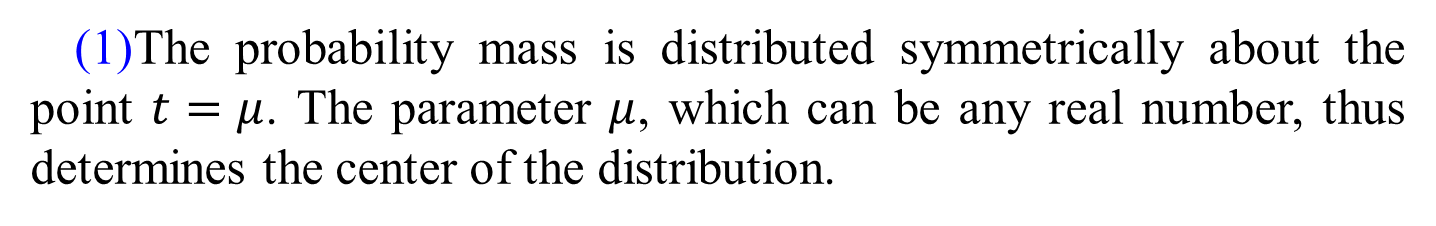 (1)The probability mass is distributed symmetrically about the
point t = μ. The parameter μ, which can be any real number, thus
determines the center of the distribution.